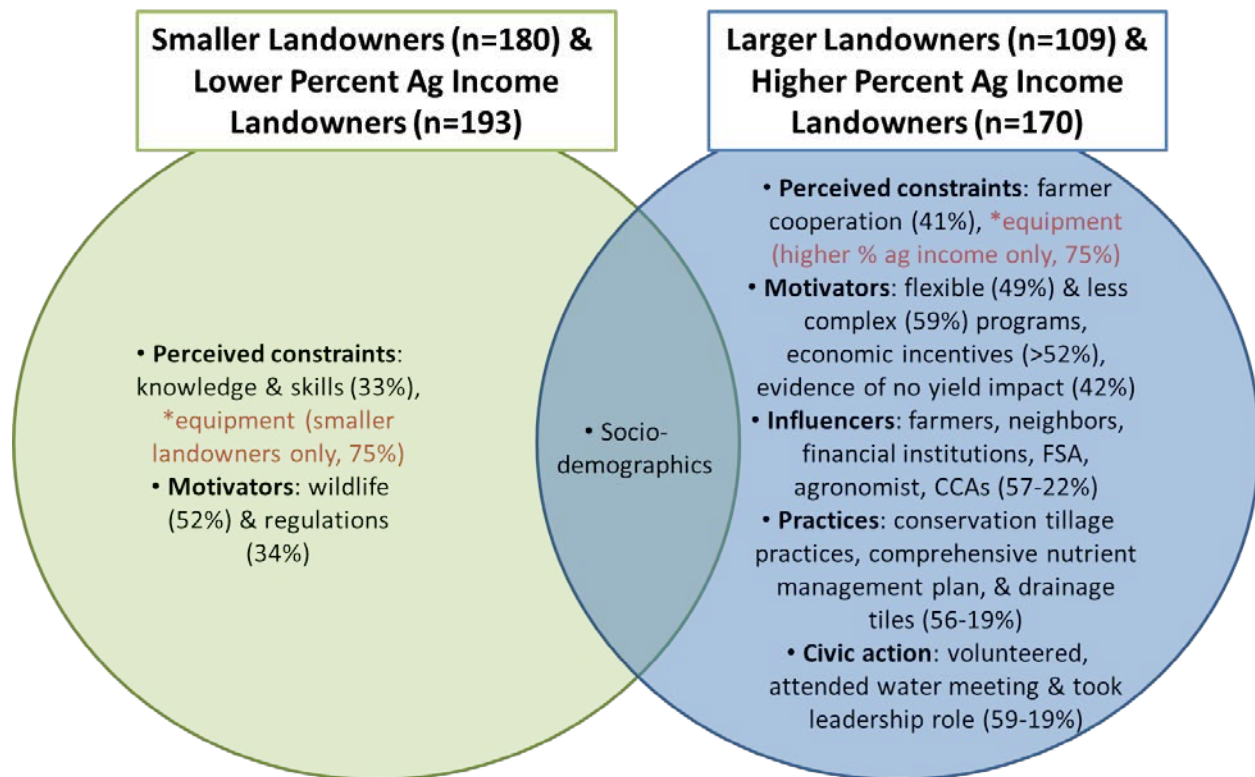 Smaller Landowners (n=180) &
Lower Percent Ag Income
Landowners (n=193)
Larger Landowners (n=109) &
Higher Percent Ag Income
Landowners (n=170)
• Perceived constraints:
knowledge & skills (33%),
*equipment (smaller
landowners only, 75%)
• Motivators: wildlife
(52%) & regulations
(34%)
• Socio-
demographics
• Perceived constraints: farmer
cooperation (41%), *equipment
(higher % ag income only, 75%)
• Motivators: flexible (49%) & less
complex (59%) programs,
economic incentives (>52%),
evidence of no yield impact (42%)
• Influencers: farmers, neighbors,
financial institutions, FSA,
agronomist, CCAs (57-22%)
• Practices: conservation tillage
practices, comprehensive nutrient
management plan, & drainage
tiles (56-19%)
• Civic action: volunteered,
attended water meeting & took
leadership role (59-19%)